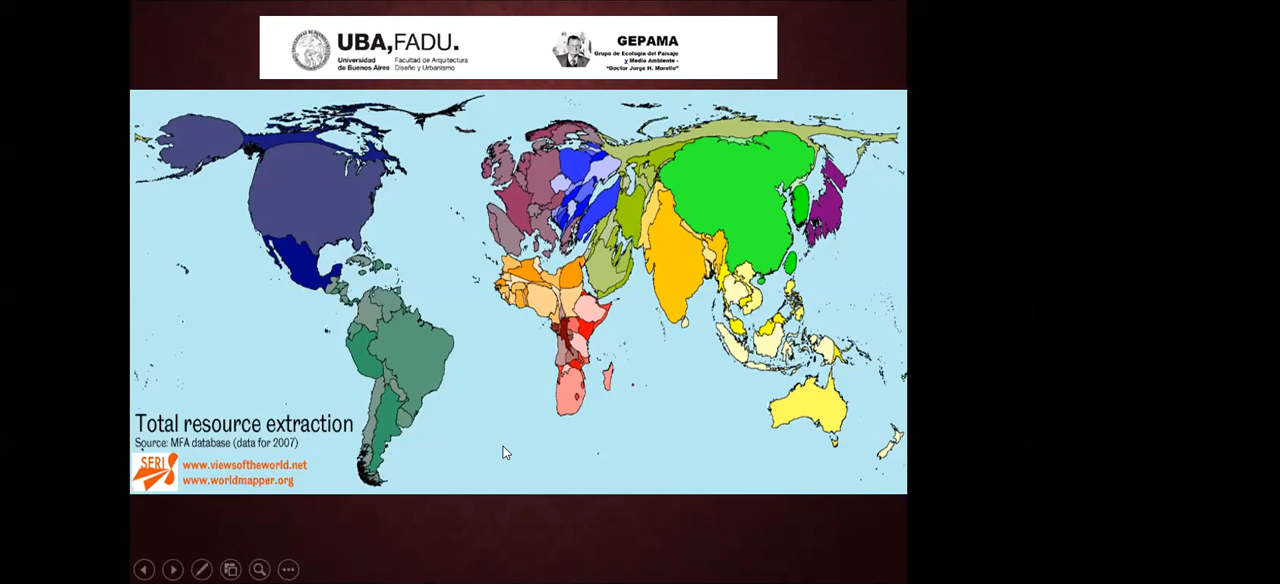 UBA, FADU.
Universidad
de Buenos Aires
Facultad de Arquitectura
Diseño y Urbanismo
GEPAMA
Grupo de Ecología del Paisaje
y Medio Ambiente -
"Doctor Jorge H. Morello"
Total resource extraction
Source: MFA database (data for 2007)
SERI
www.viewsoftheworld.net
www.worldmapper.org